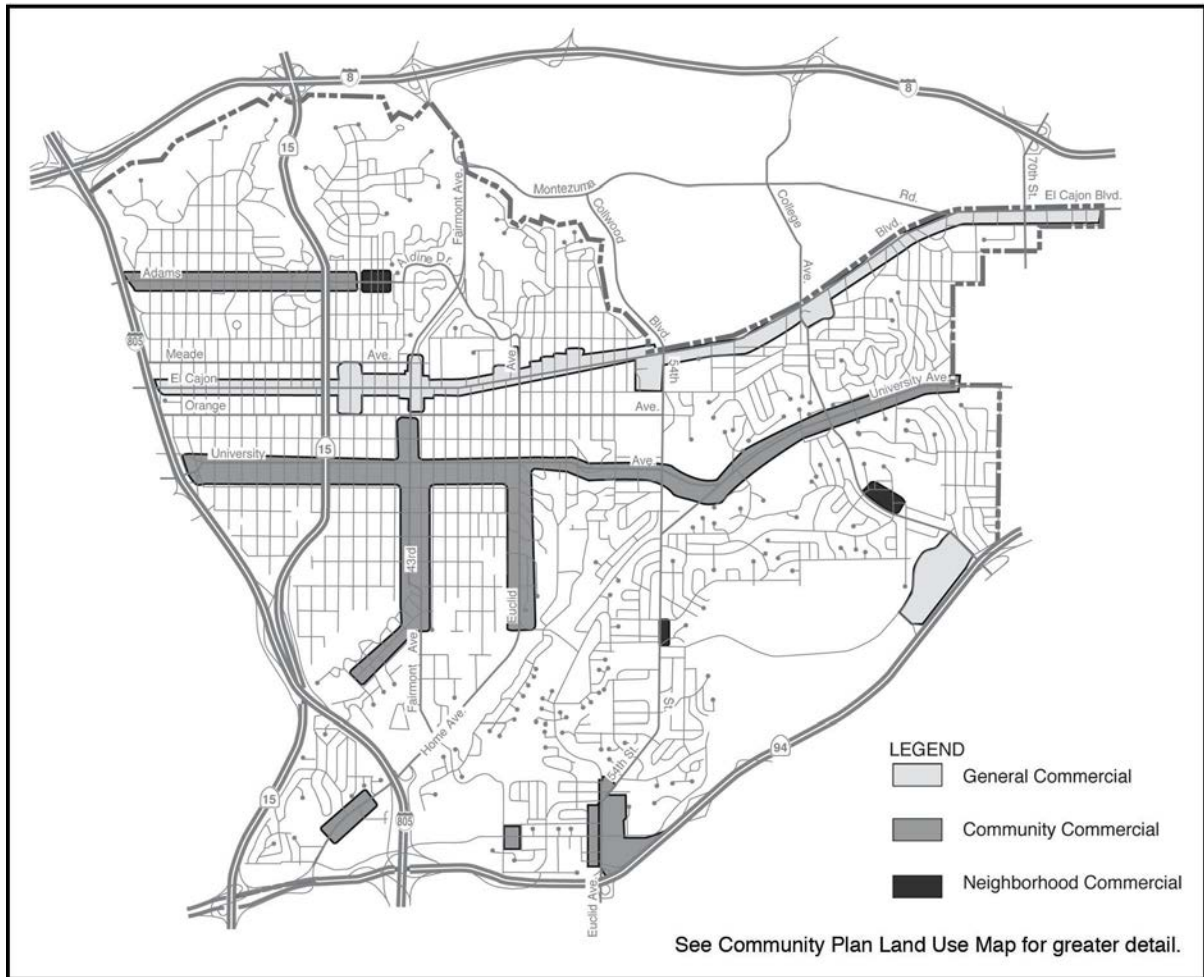 8
8
15
70th St.
El Cajon Blvd.
Montezuma
Rd.
Collwood
Fairmont Ave.
College
Blvd.
Adams
Aldine Dr.
Ave.
805
Blvd.
Meade
Ave.
Ave.
El Cajon
54th
University Ave.
Orange
Ave.
15
University
Ave.
43rd
Euclid
Fairmont Ave
St.
Home Ave.
94
54th St.
15
805
Euclid Ave.
LEGEND
General Commercial
Community Commercial
Neighborhood Commercial
See Community Plan Land Use Map for greater detail.